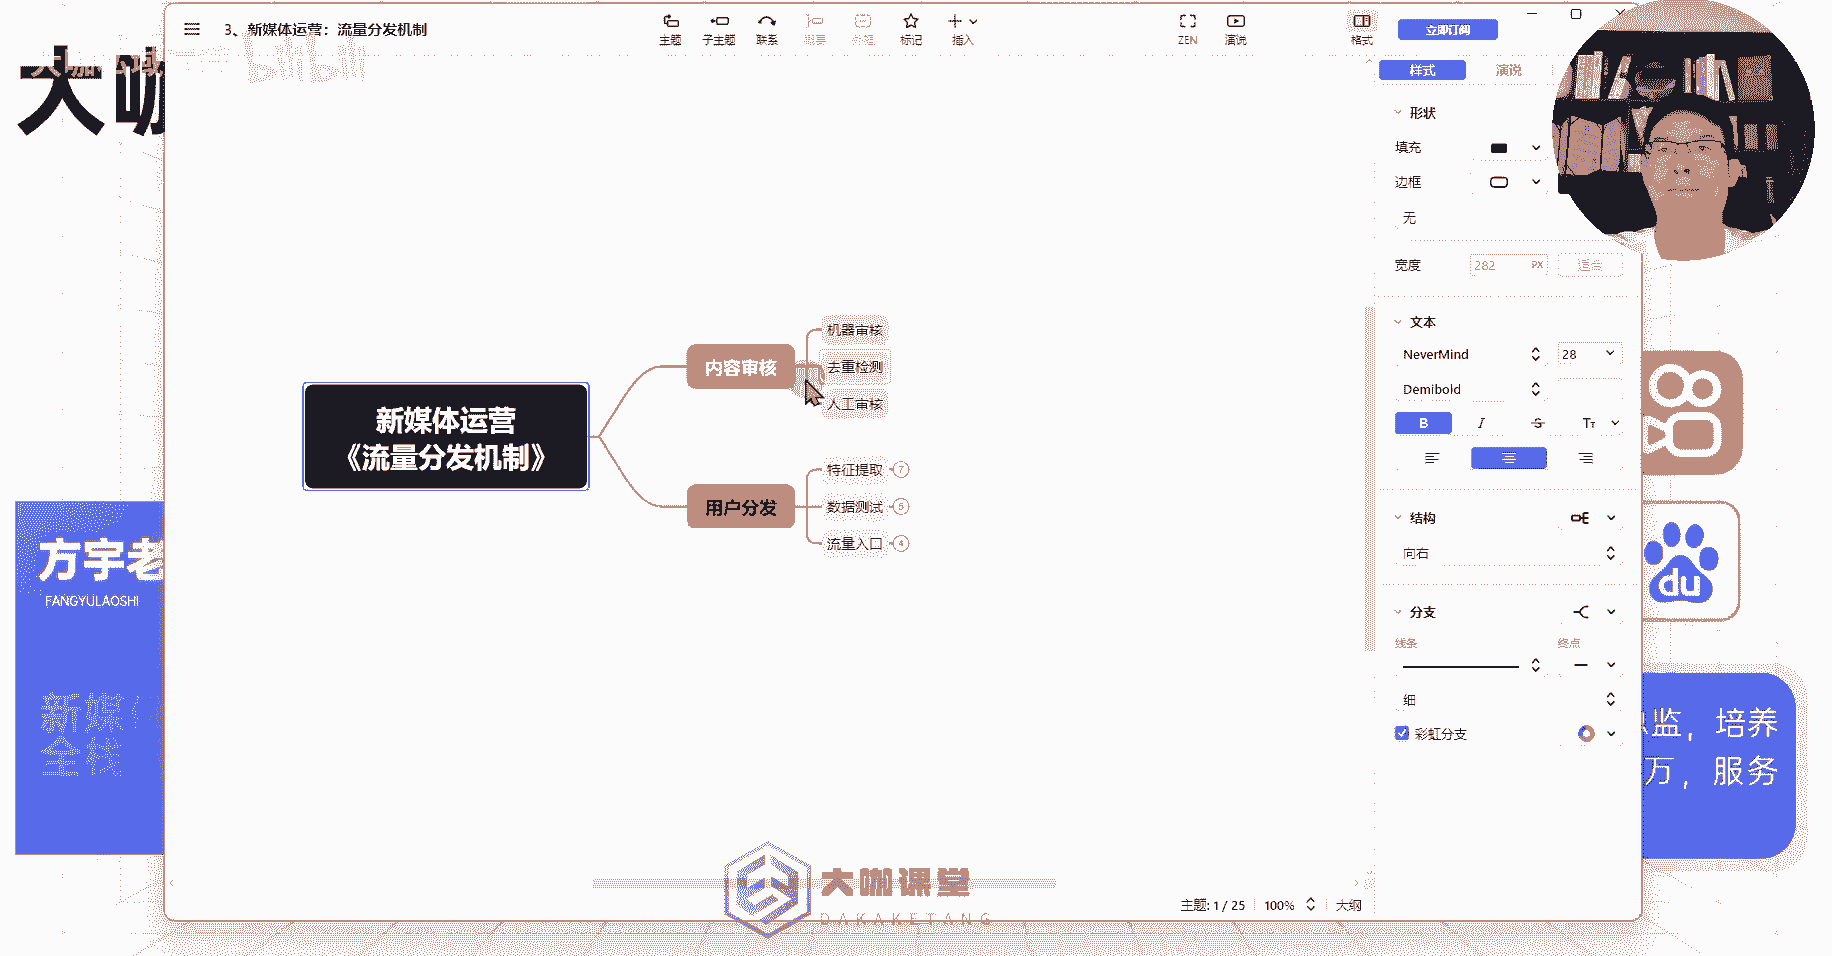 3、新媒体运营：流量分发机制
主题
子主题
联系
概要
外框
标记
插入
ZEN
演说
格式
立即订阅
大咖
bilibili
样式
演说
形状
填充
边框
无
宽度
282
PX
适合
文本
NeverMind
28
Demibold
B
I
S
Tт
结构
向右
分支
线条
终点
细
彩虹分支
新媒体运营
《流量分发机制》
内容审核
机器审核
去重检测
人工审核
用户分发
特征提取
7
数据测试
5
流量入口
4
方宇老
FANGYULAOSHI
新媒
全栈
du
监，培养
万，服务
大咖课堂
DAKAKETANG
主题: 1 / 25
100%
大纲